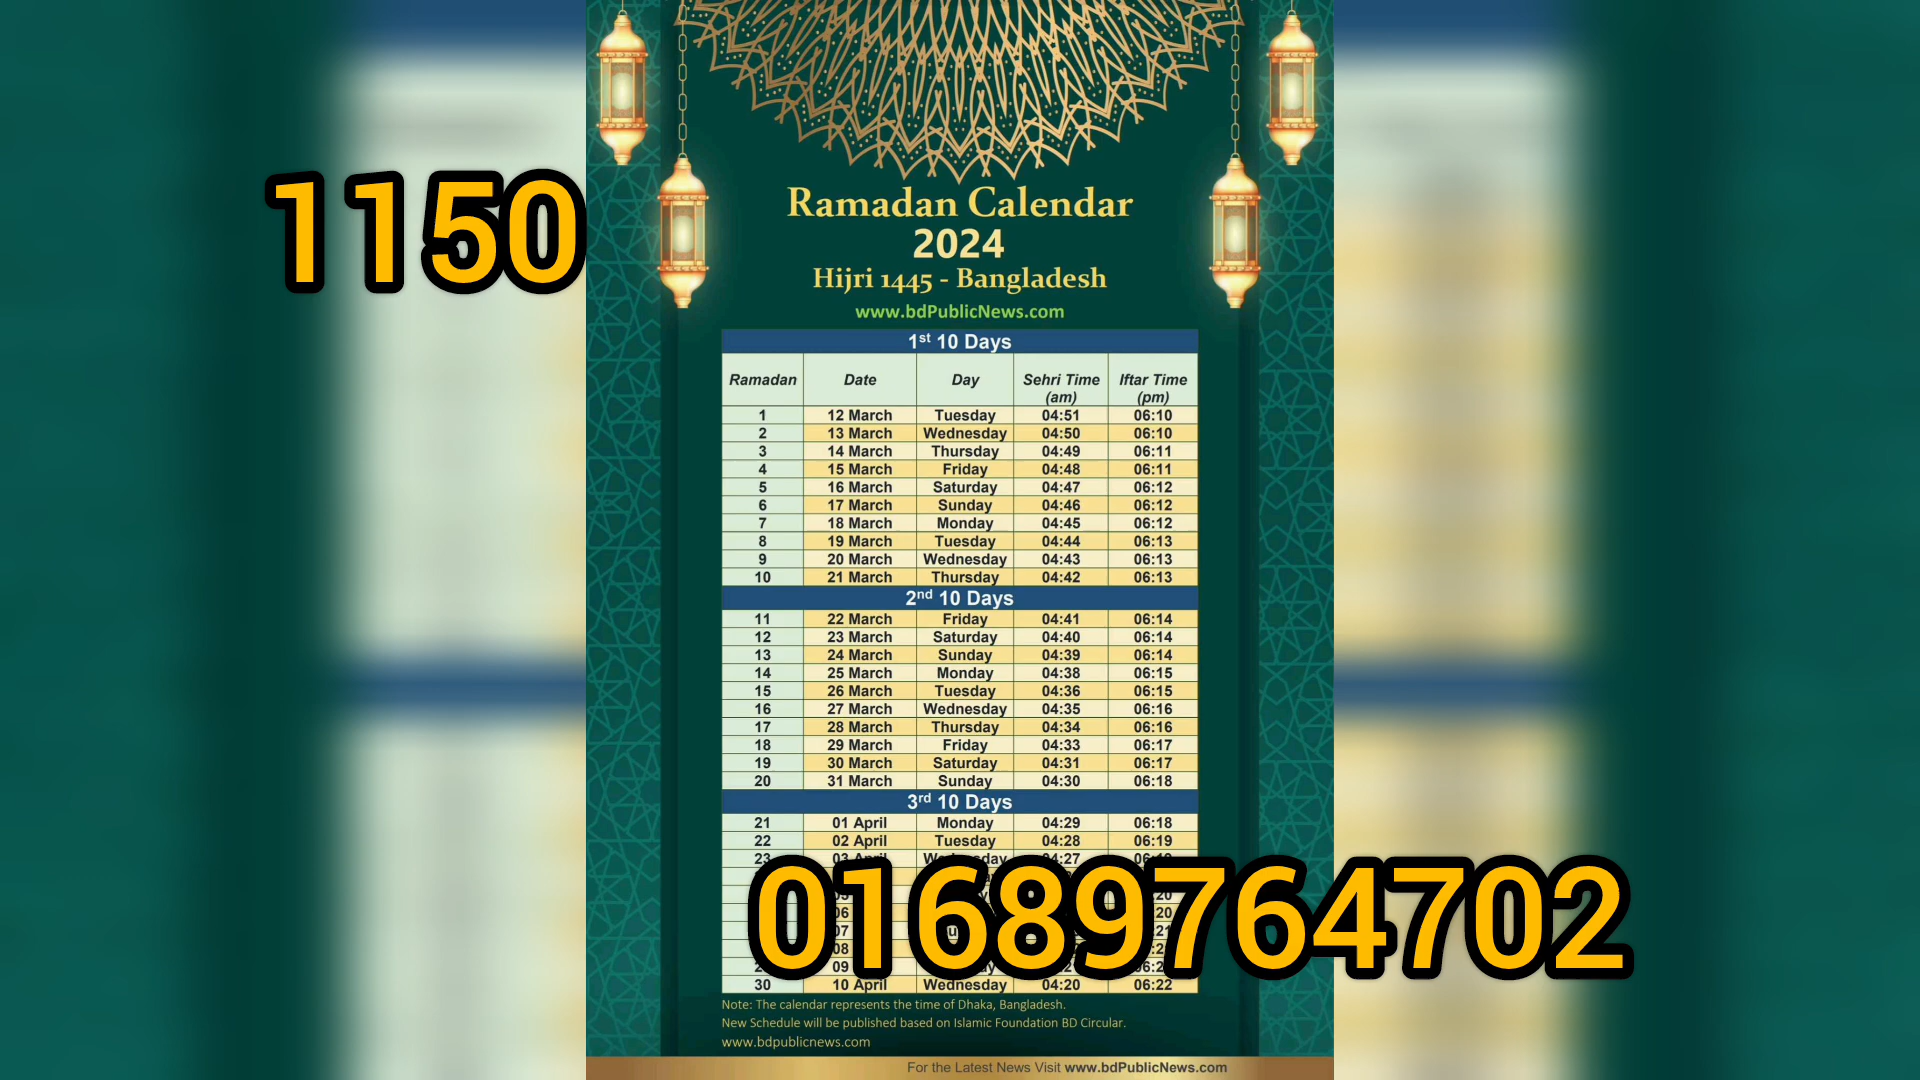 1150
Ramadan Calendar
2024
Hijri 1445 - Bangladesh
www.bdPublicNews.com
1st 10 Days
Ramadan Date Day Sehri Time (am) Iftar Time (pm)
1 12 March Tuesday 04:51 06:10
2 13 March Wednesday 04:50 06:10
3 14 March Thursday 04:49 06:11
4 15 March Friday 04:48 06:11
5 16 March Saturday 04:47 06:12
6 17 March Sunday 04:46 06:12
7 18 March Monday 04:45 06:12
8 19 March Tuesday 04:44 06:13
9 20 March Wednesday 04:43 06:13
10 21 March Thursday 04:42 06:13
2nd 10 Days
11 22 March Friday 04:41 06:14
12 23 March Saturday 04:40 06:14
13 24 March Sunday 04:39 06:14
14 25 March Monday 04:38 06:15
15 26 March Tuesday 04:36 06:15
16 27 March Wednesday 04:35 06:16
17 28 March Thursday 04:34 06:16
18 29 March Friday 04:33 06:17
19 30 March Saturday 04:31 06:17
20 31 March Sunday 04:30 06:18
3rd 10 Days
21 01 April Monday 04:29 06:18
22 02 April Tuesday 04:28 06:19
23 03 April Wednesday 04:27
01689764702
30 10 April Wednesday 04:20 06:22
Note: The calendar represents the time of Dhaka, Bangladesh.
New Schedule will be published based on Islamic Foundation BD Circular.
www.bdpublicnews.com
For the Latest News Visit www.bdPublicNews.com